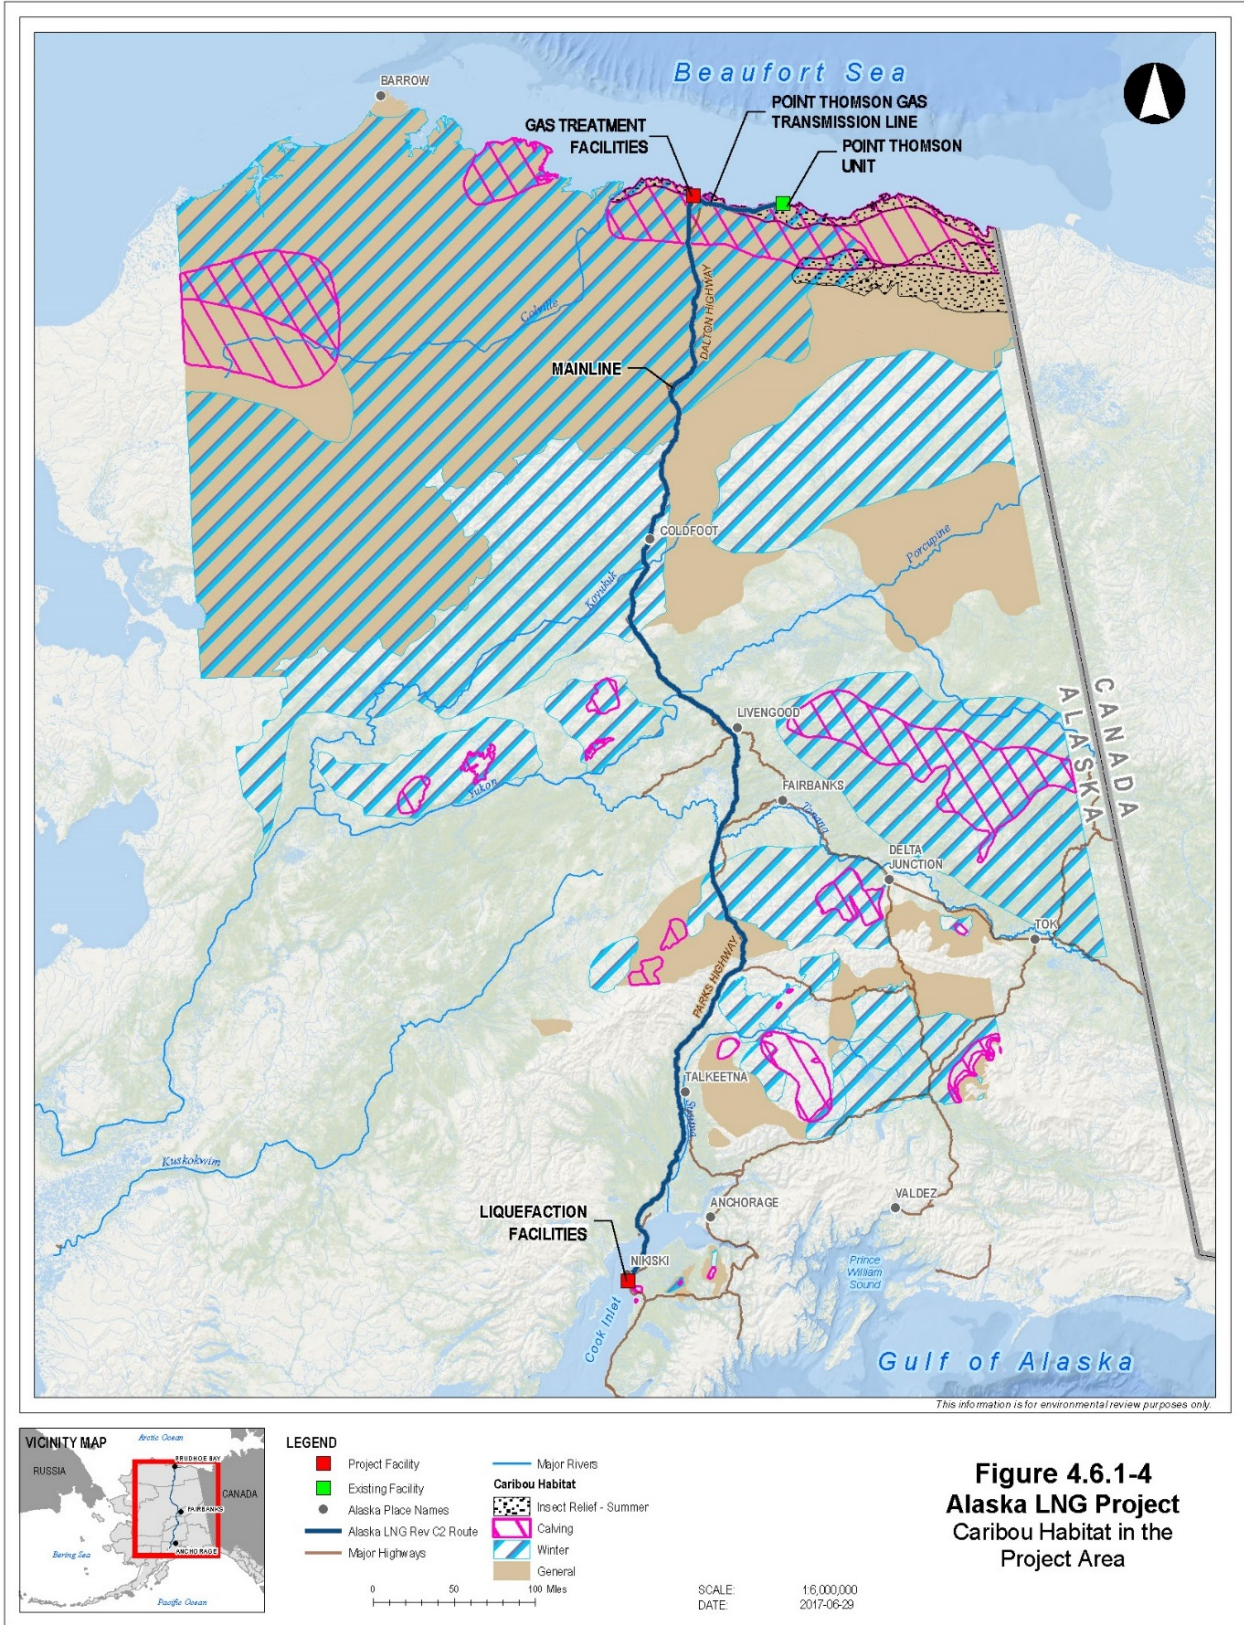 Beaufort Sea
BARROW
POINT THOMSON GAS
TRANSMISSION LINE
GAS TREATMENT
FACILITIES
POINT THOMSON
UNIT
Colville
DALTON HIGHWAY
MAINLINE
COLDFOOT
Porcupine
Koyukuk
CANADA
ALASKA
LIVENGOOD
FAIRBANKS
Yukon
Tanana
DELTA
JUNCTION
TOK
PARKS HIGHWAY
TALKEETNA
Susitna
Kuskokwim
ANCHORAGE
VALDEZ
LIQUEFACTION
FACILITIES
NIKISKI
Prince
William
Sound
Cook Inlet
Gulf of Alaska
This information is for environmental review purposes only.
VICINITY MAP
Arctic Ocean
RUSSIA
PRUDHOE BAY
CANADA
FAIRBANKS
ANCHORAGE
Bering Sea
Pacific Ocean
LEGEND
Project Facility
Existing Facility
Alaska Place Names
Alaska LNG Rev C2 Route
Major Highways
Major Rivers
Caribou Habitat
Insect Relief - Summer
Calving
Winter
General
0 50 100 Miles
SCALE: 1:6,000,000
DATE: 2017-06-29
Figure 4.6.1-4
Alaska LNG Project
Caribou Habitat in the
Project Area